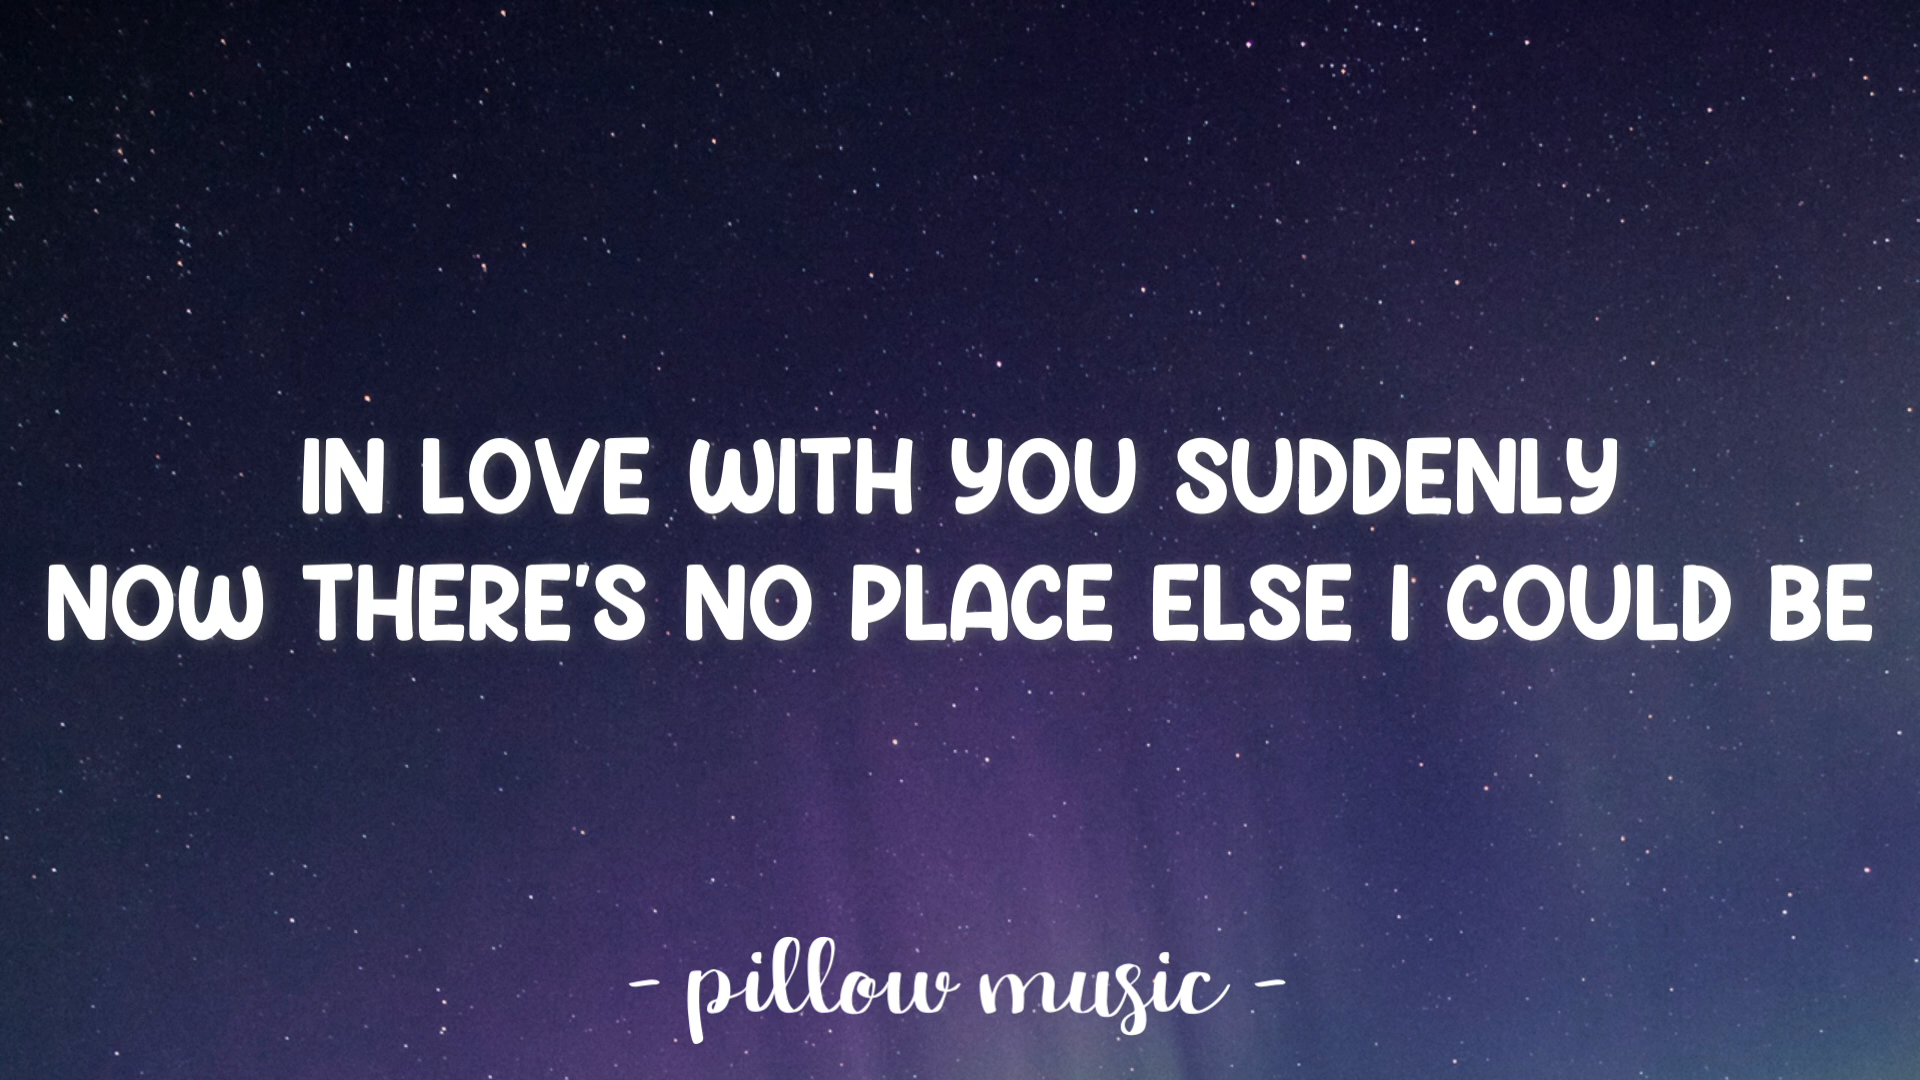 IN LOVE WITH YOU SUDDENLY
NOW THERE'S NO PLACE ELSE I COULD BE
- pillow music -